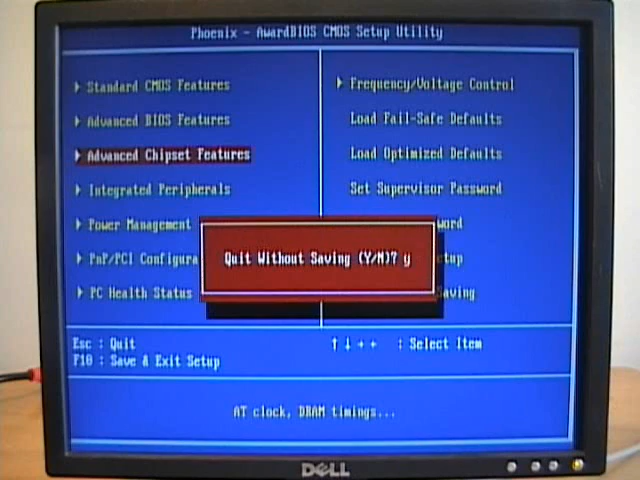 Phoenix - AwardBIOS CMOS Setup Utility
Standard CMOS Features
Advanced BIOS Features
Advanced Chipset Features
Integrated Peripherals
Power Management
PnP/PCI Configura
PC Health Status
Frequency/Voltage Control
Load Fail-Safe Defaults
Load Optimized Defaults
Set Supervisor Password
word
etup
Saving
Quit Without Saving (Y/N)? y
Esc : Quit
F10 : Save & Exit Setup
↑ ↓ → ← : Select Item
AT clock, DRAM timings...
DELL